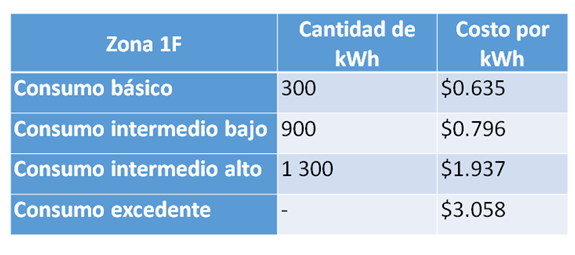 Zona 1F
Cantidad de
kWh
Costo por
kWh
Consumo básico 300 $0.635
Consumo intermedio bajo 900 $0.796
Consumo intermedio alto 1 300 $1.937
Consumo excedente - $3.058